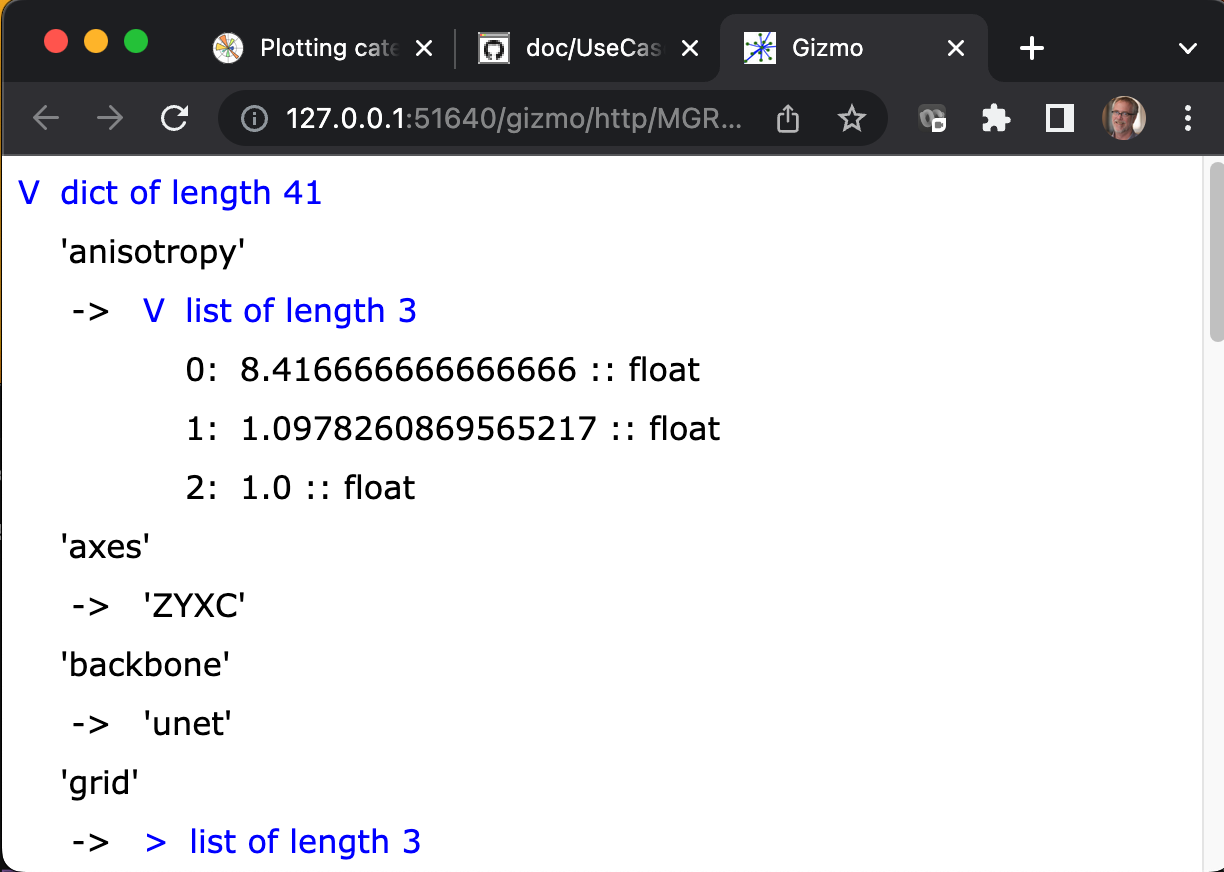 Plotting cate
doc/UseCas
Gizmo
127.0.0.1:51640/gizmo/http/MGR...
V dict of length 41
'anisotropy'
-> V list of length 3
0: 8.416666666666666 :: float
1: 1.0978260869565217 :: float
2: 1.0 :: float
'axes'
-> 'ZYXC'
'backbone'
-> 'unet'
'grid'
-> > list of length 3